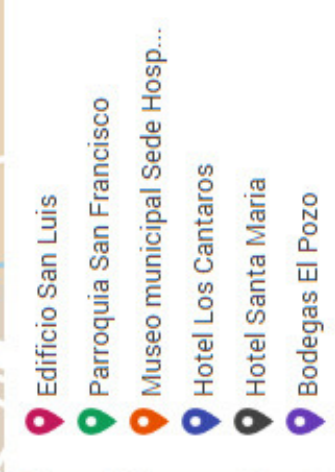 Edificio San Luis
Parroquia San Francisco
Museo municipal Sede Hosp...
Hotel Los Cantaros
Hotel Santa Maria
Bodegas El Pozo